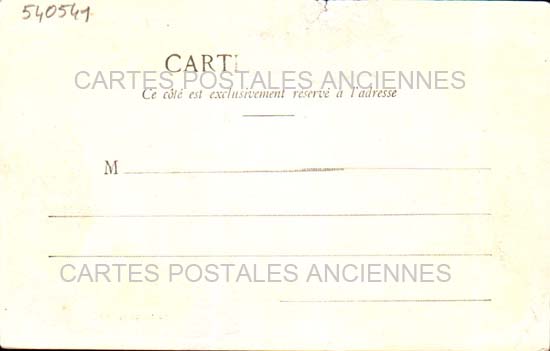 540541
CARTE
CARTES POSTALES ANCIENNES
Ce côté est exclusivement réservé à l'adresse
M
CARTES POSTALES ANCIENNES